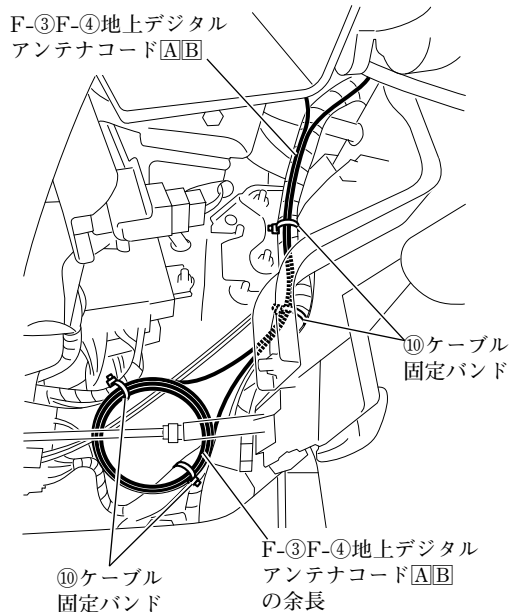 F-③F-④地上デジタル
アンテナコード🄰🄱
⑩ケーブル
固定バンド
F-③F-④地上デジタル
アンテナコード🄰🄱
の余長
⑩ケーブル
固定バンド